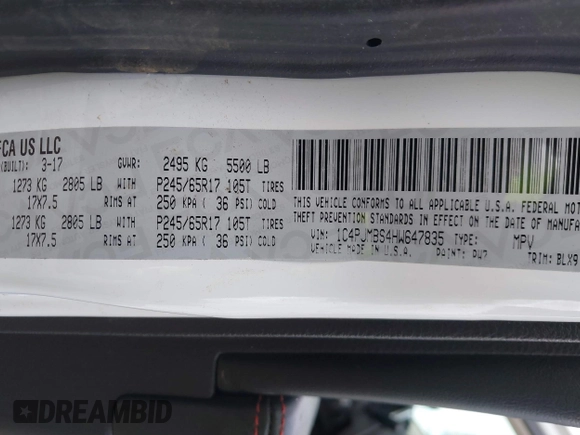 FCA US LLC
(BUILT): 3-17 GVWR: 2495 KG 5500 LB
1273 KG 2805 LB WITH P245/65R17 105T TIRES
17X7.5 RIMS AT 250 KPA ( 36 PSI) COLD
1273 KG 2805 LB WITH P245/65R17 105T TIRES
17X7.5 RIMS AT 250 KPA ( 36 PSI) COLD
THIS VEHICLE CONFORMS TO ALL APPLICABLE U.S.A. FEDERAL MOT
THEFT PREVENTION STANDARDS IN EFFECT ON THE DATE OF MANUFA
VIN: 1C4PJMBS4HW647835 TYPE: MPV
VEHICLE MADE IN U.S.A. PAINT: PW7 TRIM: BLX9
DREAMBID